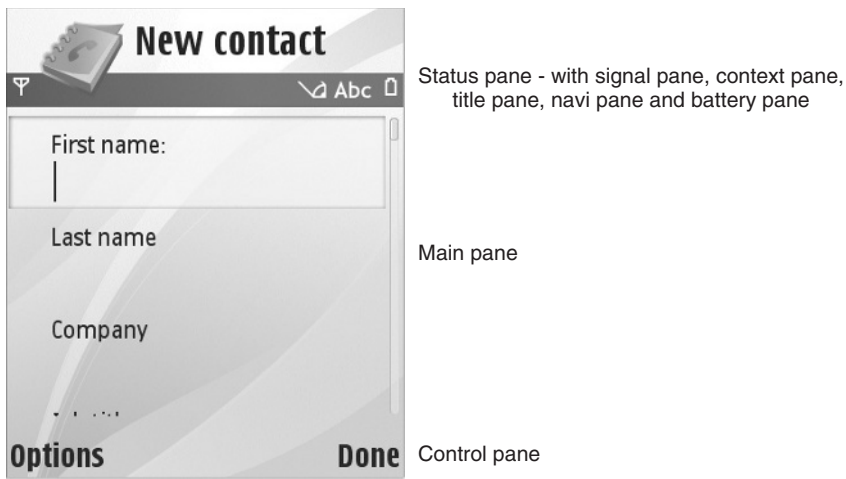 New contact
Abc
First name:
Last name
Company
Options
Done
Status pane - with signal pane, context pane,
title pane, navi pane and battery pane
Main pane
Control pane